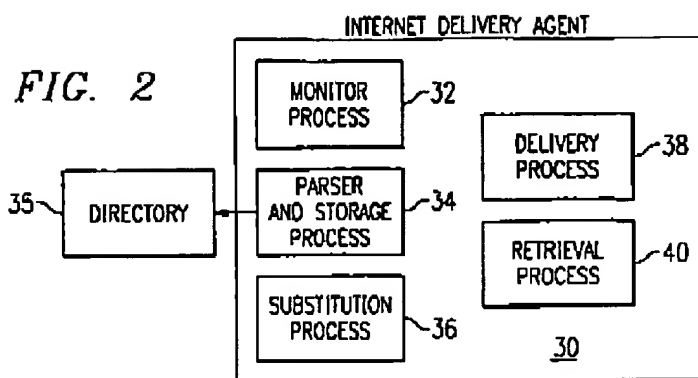 INTERNET DELIVERY AGENT
FIG. 2
MONITOR
PROCESS
32
DELIVERY
PROCESS
38
35
DIRECTORY
PARSER
AND STORAGE
PROCESS
34
RETRIEVAL
PROCESS
40
SUBSTITUTION
PROCESS
36
30